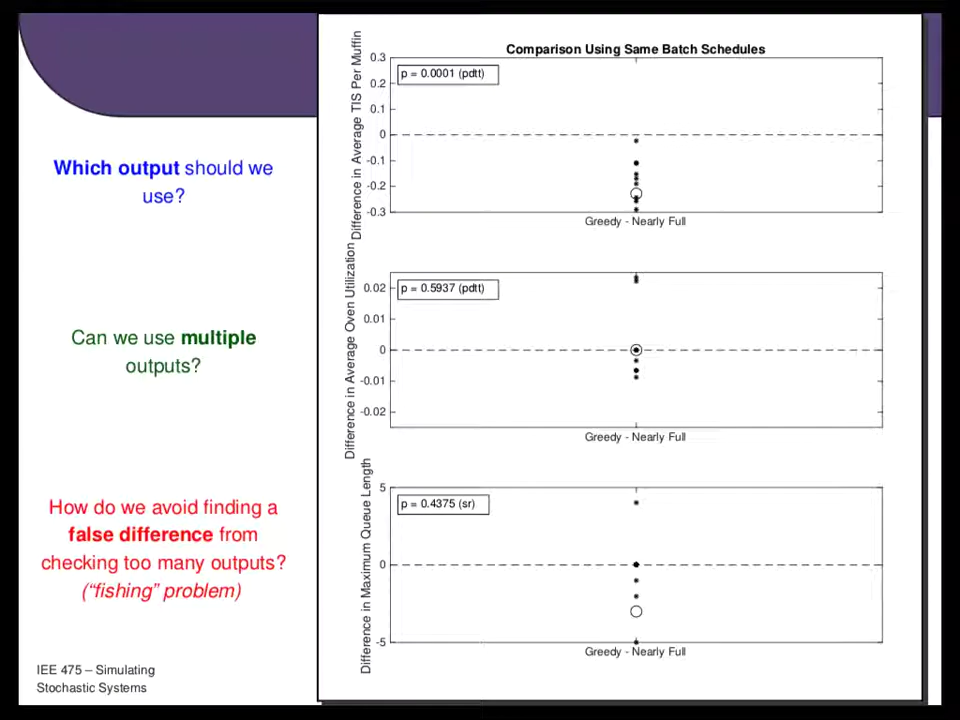 Which output should we
use?
Can we use multiple
outputs?
How do we avoid finding a
false difference from
checking too many outputs?
(“fishing” problem)
IEE 475 – Simulating
Stochastic Systems
Comparison Using Same Batch Schedules
Difference in Average TIS Per Muffin
0.3
0.2
0.1
0
-0.1
-0.2
-0.3
p = 0.0001 (pdtt)
Greedy - Nearly Full
Difference in Average Oven Utilization
0.02
0.01
0
-0.01
-0.02
p = 0.5937 (pdtt)
Greedy - Nearly Full
Difference in Maximum Queue Length
5
0
-5
p = 0.4375 (sr)
Greedy - Nearly Full